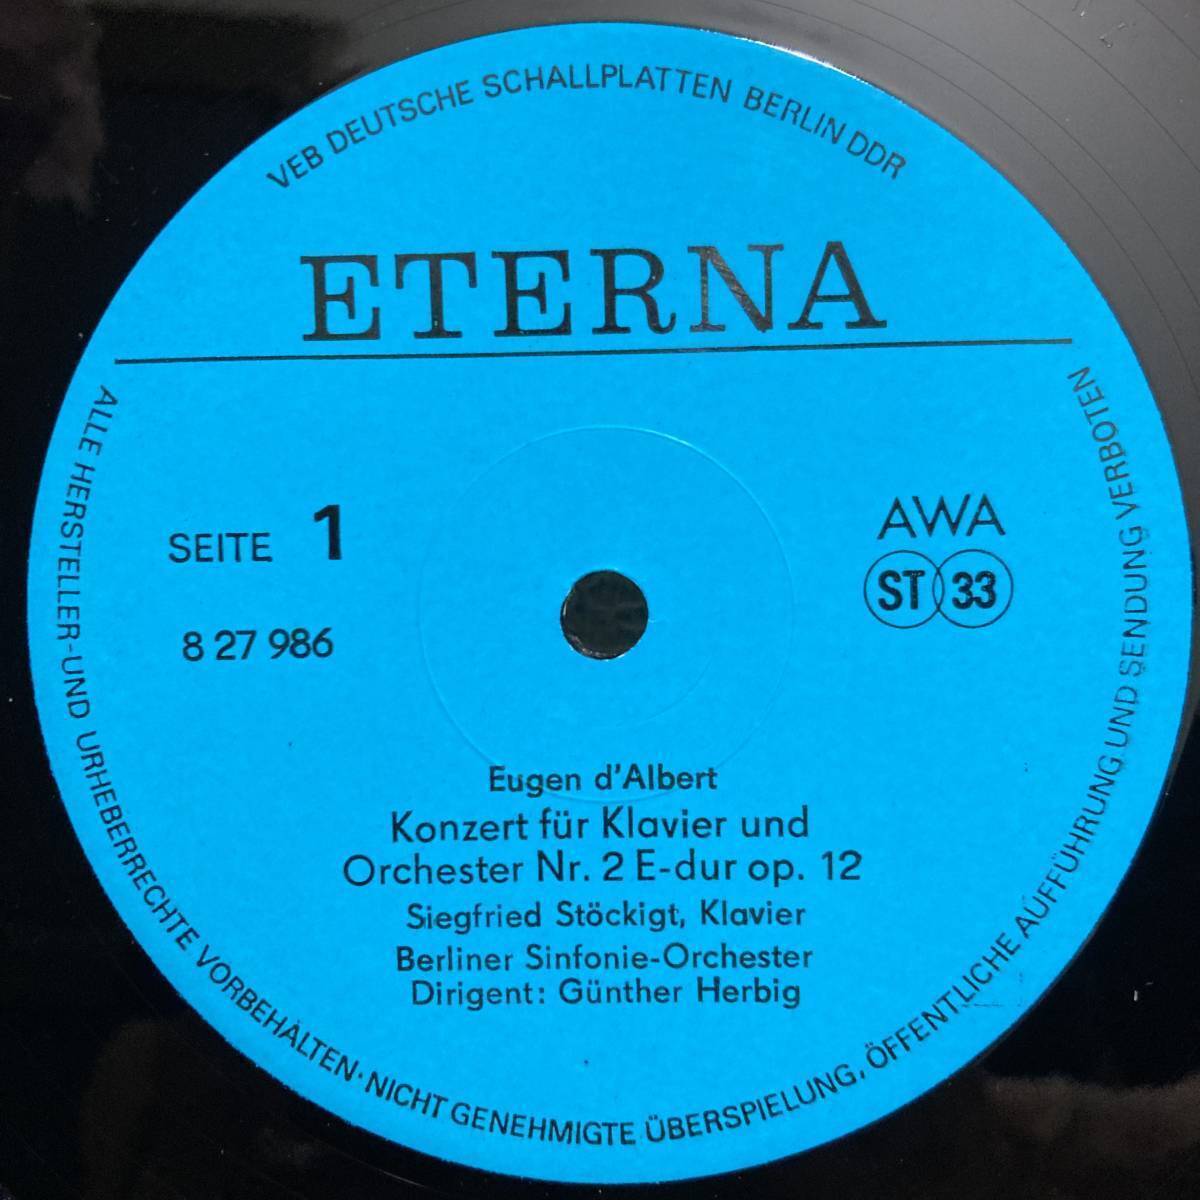 VEB DEUTSCHE SCHALLPLATTEN BERLIN DDR
ETERNA
SEITE 1
8 27 986
AWA
ST 33
Eugen d'Albert
Konzert für Klavier und
Orchester Nr. 2 E-dur op. 12
Siegfried Stöckigt, Klavier
Berliner Sinfonie-Orchester
Dirigent: Günther Herbig
ALLE HERSTELLER-UND URHEBERRECHTE VORBEHALTEN·NICHT GENEHMIGTE ÜBERSPIELUNG, ÖFFENTLICHE AUFFÜHRUNG UND SENDUNG VERBOTEN